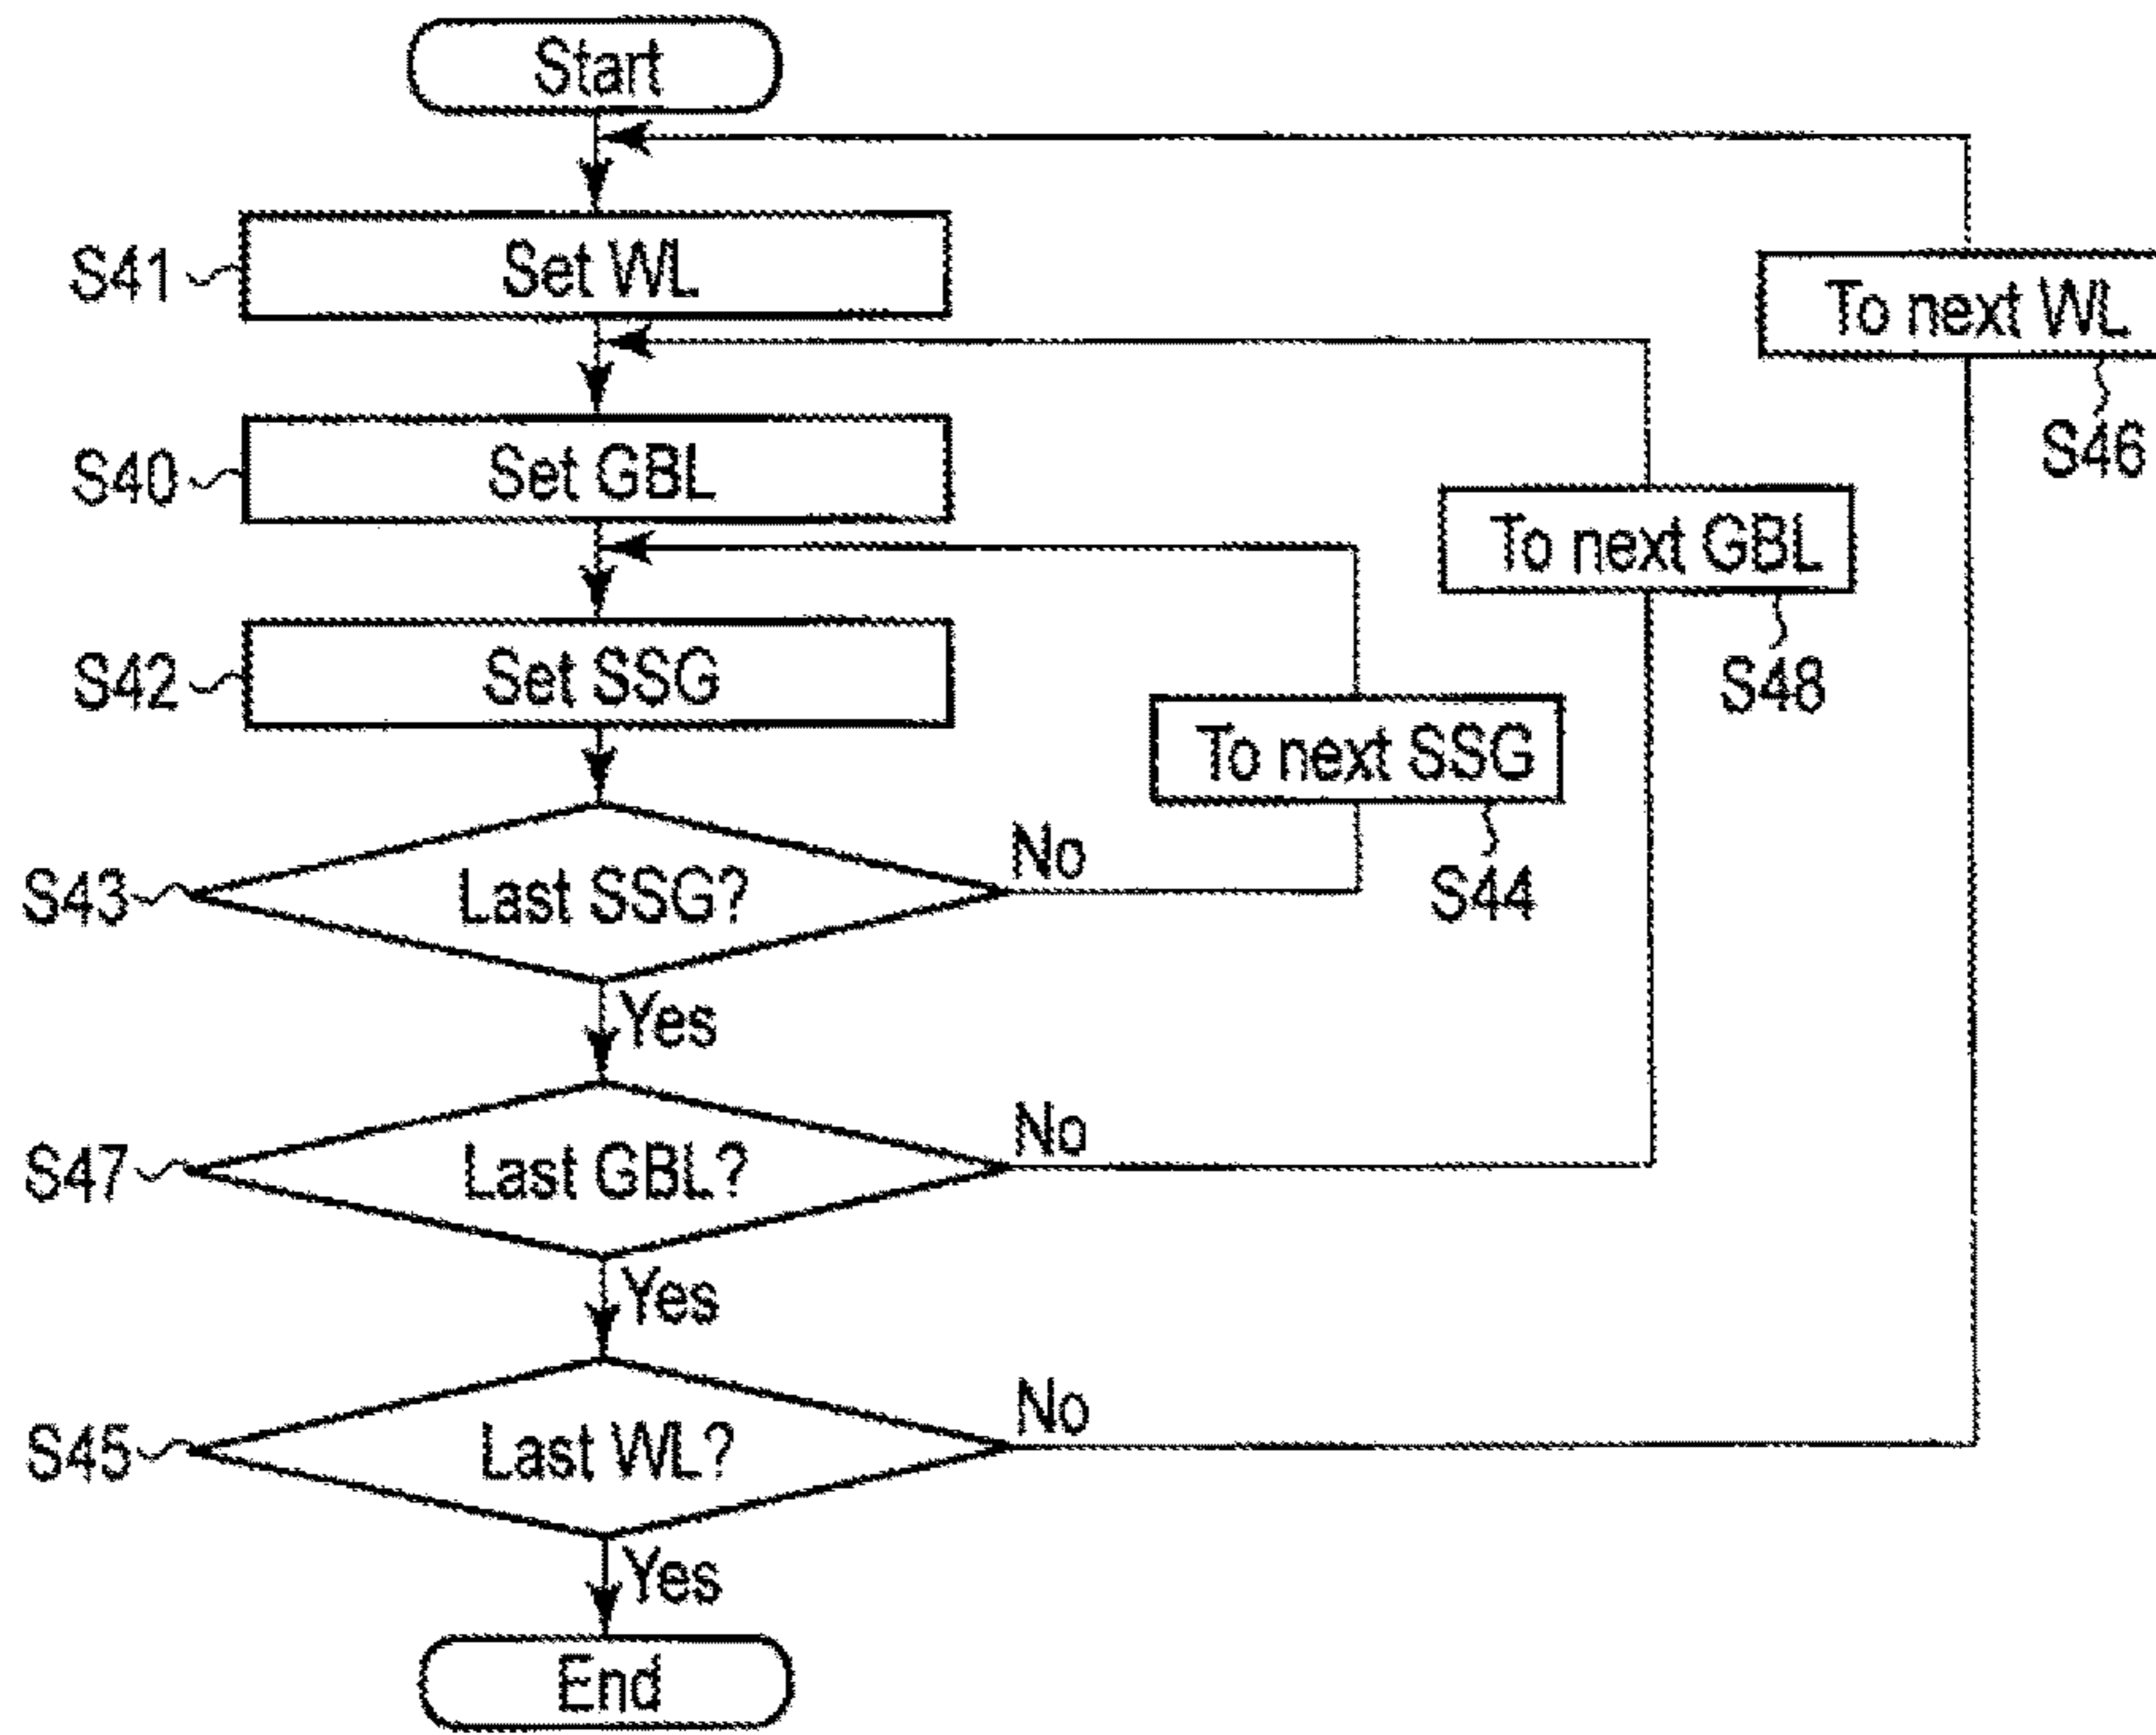 Start
S41
Set WL
To next WL
S46
S40
Set GBL
To next GBL
S48
S42
Set SSG
To next SSG
S44
S43
Last SSG?
No
Yes
S47
Last GBL?
No
Yes
S45
Last WL?
No
Yes
End